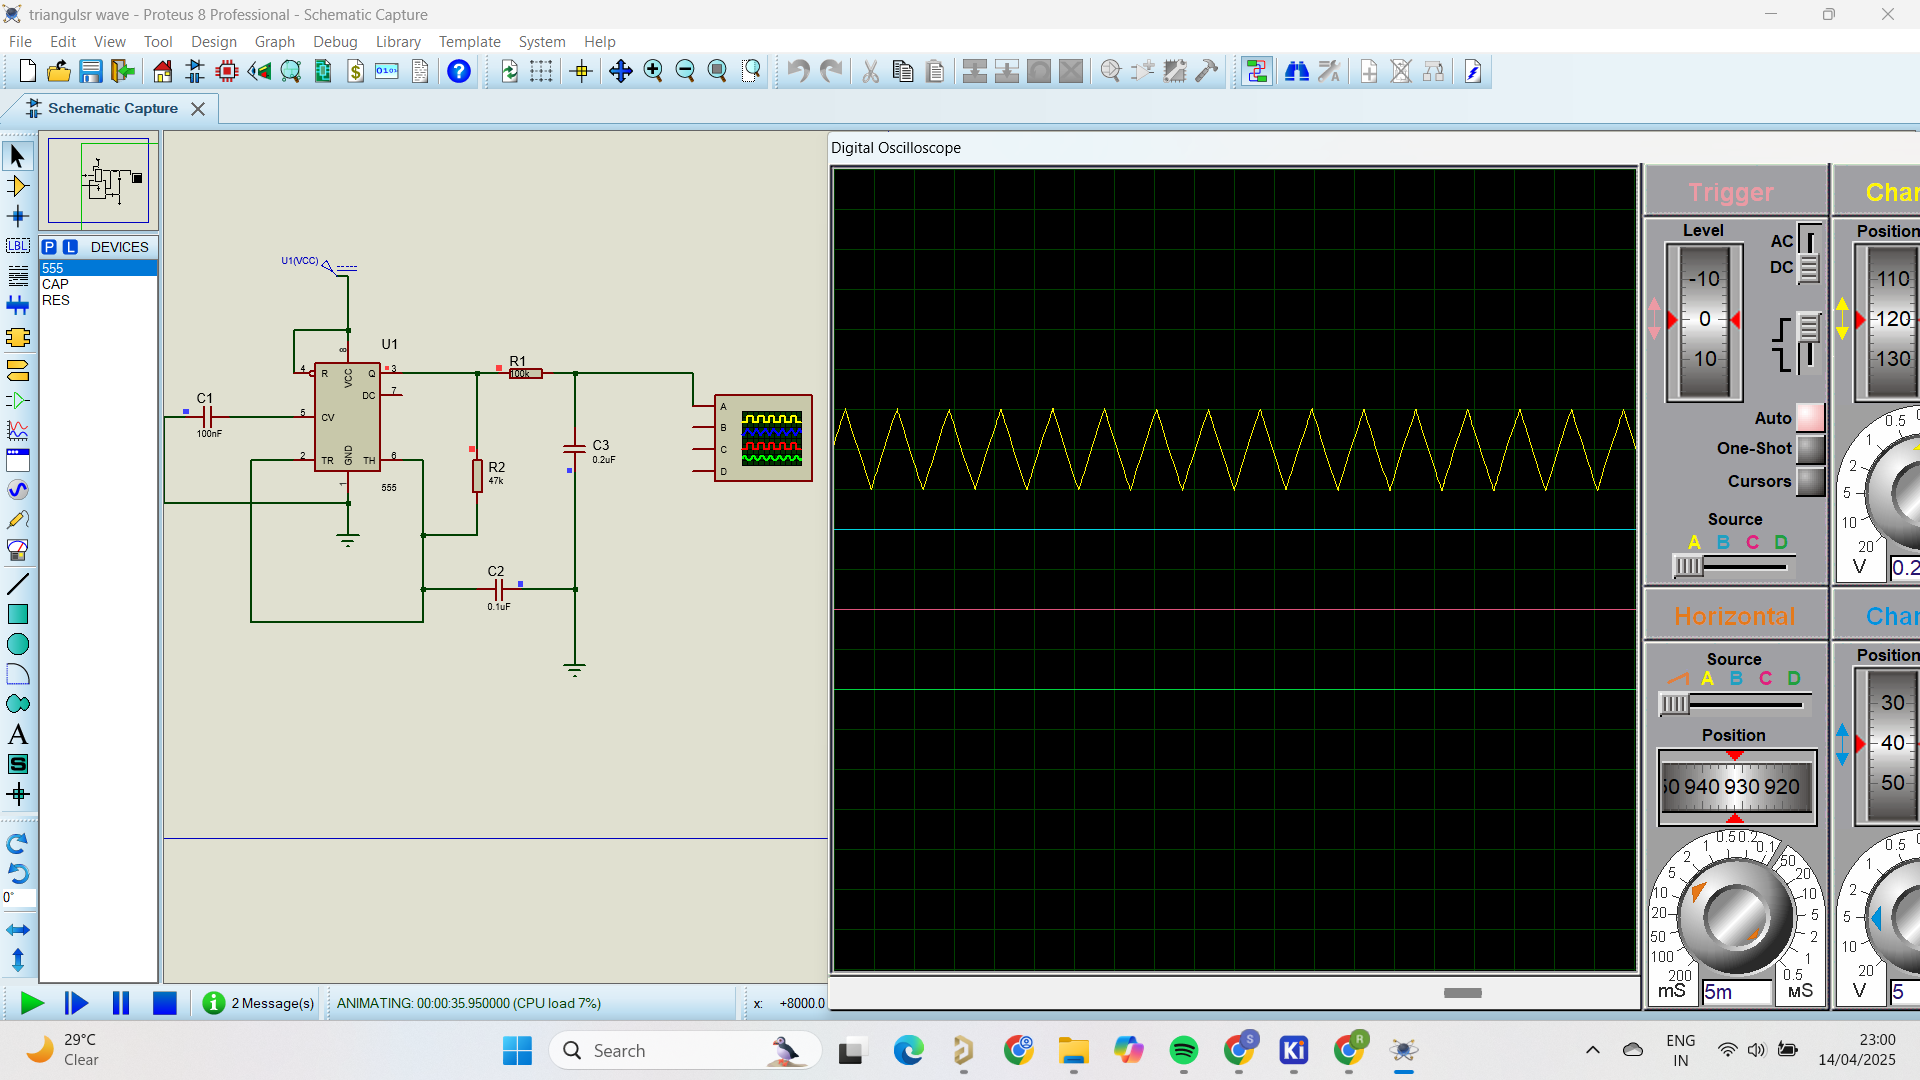 triangulsr wave - Proteus 8 Professional - Schematic Capture
File Edit View Tool Design Graph Debug Library Template System Help
Schematic Capture
P L DEVICES
555
CAP
RES
U1(VCC)
U1
8
VCC
4 R
Q 3
DC 7
5 CV
2 TR
GND
1
TH 6
555
C1
100nF
R1
100k
R2
47k
C3
0.2uF
C2
0.1uF
A
B
C
D
LBL
A
S
0°
Digital Oscilloscope
Trigger
Level
-10
0
10
AC
DC
Auto
One-Shot
Cursors
Source
A B C D
Horizontal
Source
A B C D
Position
940 930 920
0.5 0.2
1 0.1
2 50
5 20
10 10
20 5
50 2
100 1
200 0.5
mS 5m µS
Chan
Position
110
120
130
0.5
1
2
5
10
20
V 0.2
Chan
Position
30
40
50
0.5
1
2
5
10
20
V 5
2 Message(s)
ANIMATING: 00:00:35.950000 (CPU load 7%)
x: +8000.0
29°C
Clear
Search
S
Ki
R
ENG
IN
23:00
14/04/2025